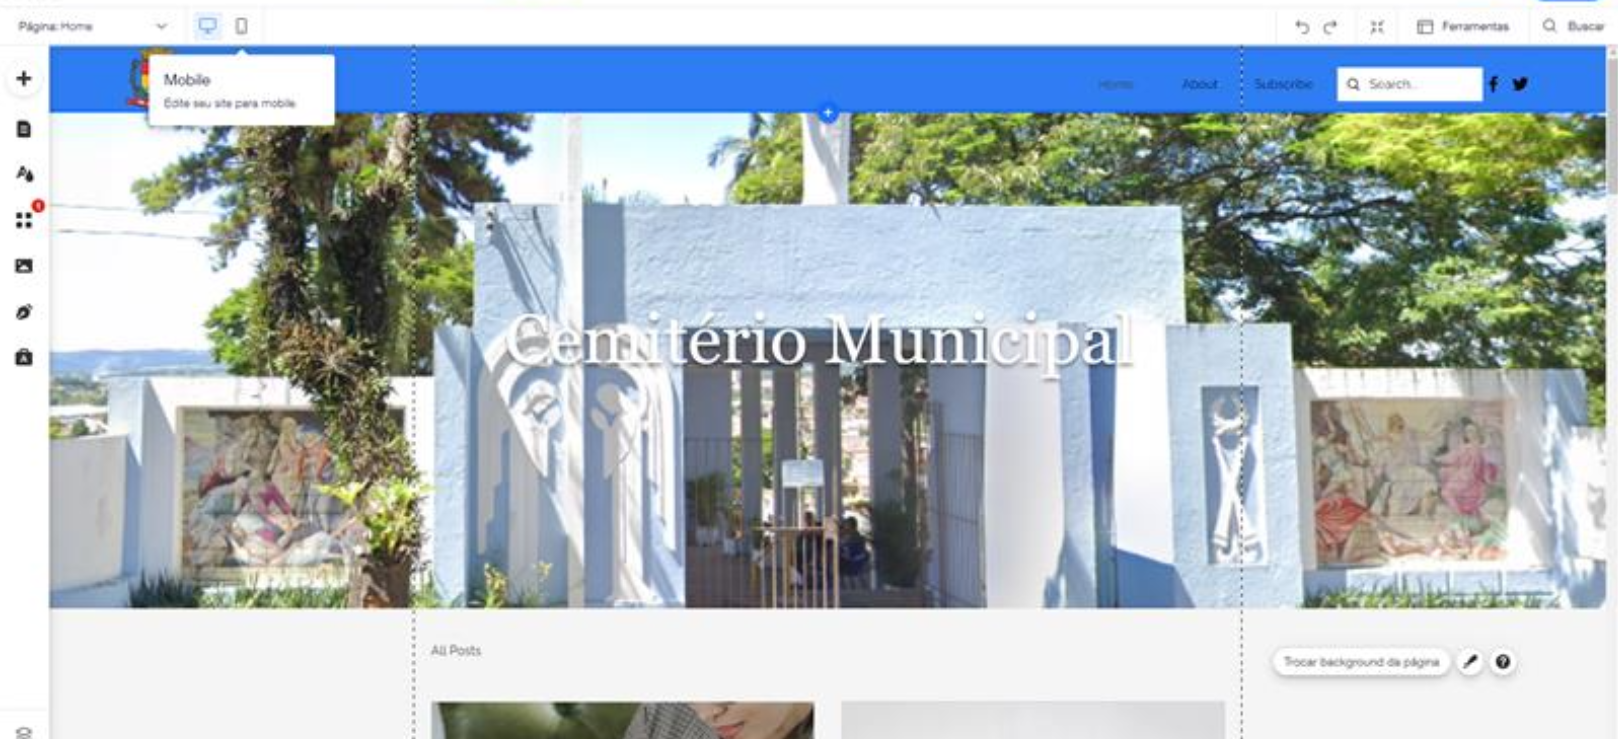 Página: Home
Ferramentas
Buscar
Mobile
Edite seu site para mobile.
Home
About
Subscribe
Search...
1
Cemitério Municipal
All Posts
Trocar background da página